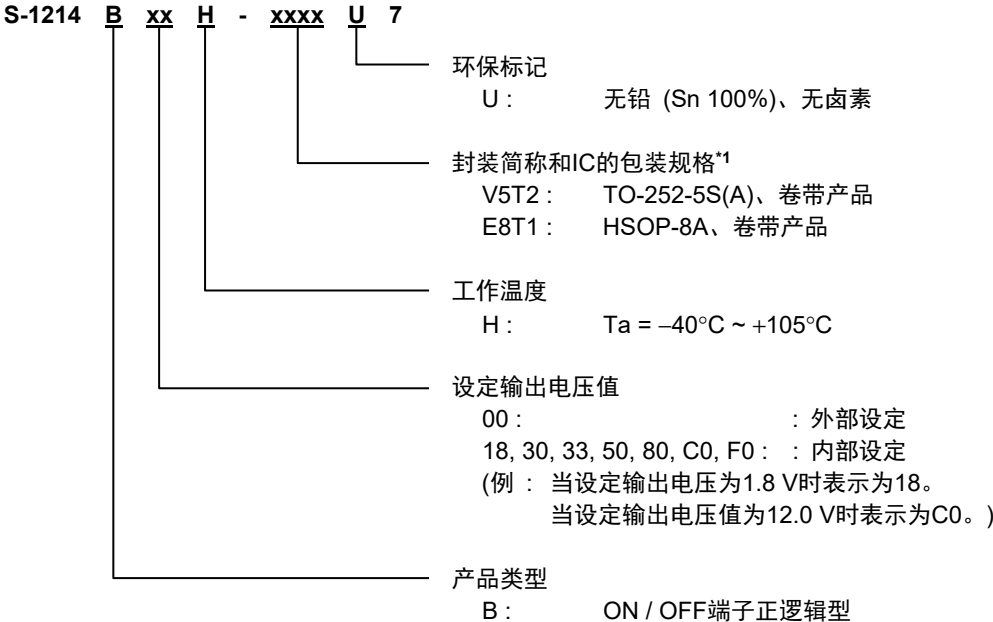 S-1214 B xx H - xxxx U 7
环保标记
U : 无铅 (Sn 100%)、无卤素
封装简称和IC的包装规格*1
V5T2 : TO-252-5S(A)、卷带产品
E8T1 : HSOP-8A、卷带产品
工作温度
H : Ta = −40°C ~ +105°C
设定输出电压值
00 : : 外部设定
18, 30, 33, 50, 80, C0, F0 : : 内部设定
(例 : 当设定输出电压为1.8 V时表示为18。
当设定输出电压值为12.0 V时表示为C0。)
产品类型
B : ON / OFF端子正逻辑型